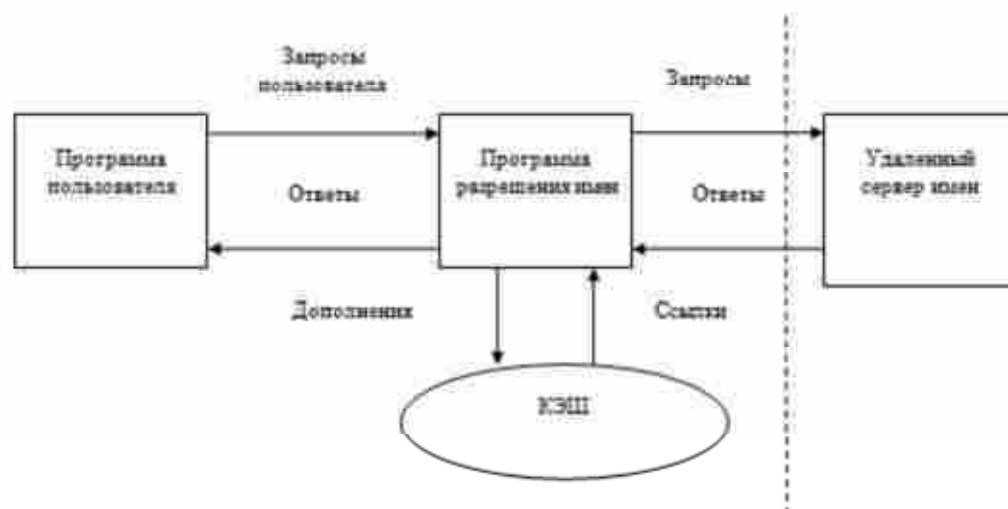 Запросы
пользователя
Запросы
Программа
пользователя
Программа
разрешения имен
Удаленный
сервер имен
Ответы
Ответы
Дополнения
Ссылки
КЭШ